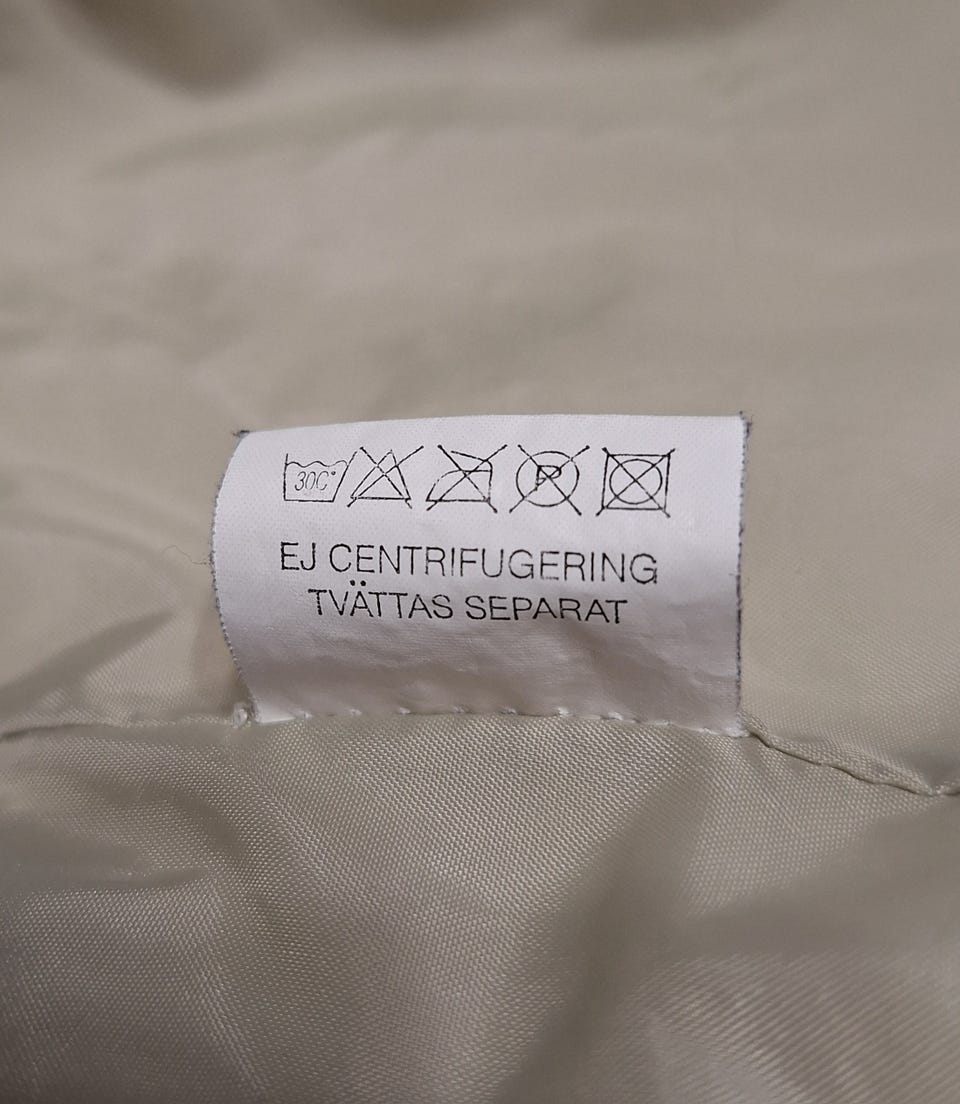 30C°
P
EJ CENTRIFUGERING
TVÄTTAS SEPARAT